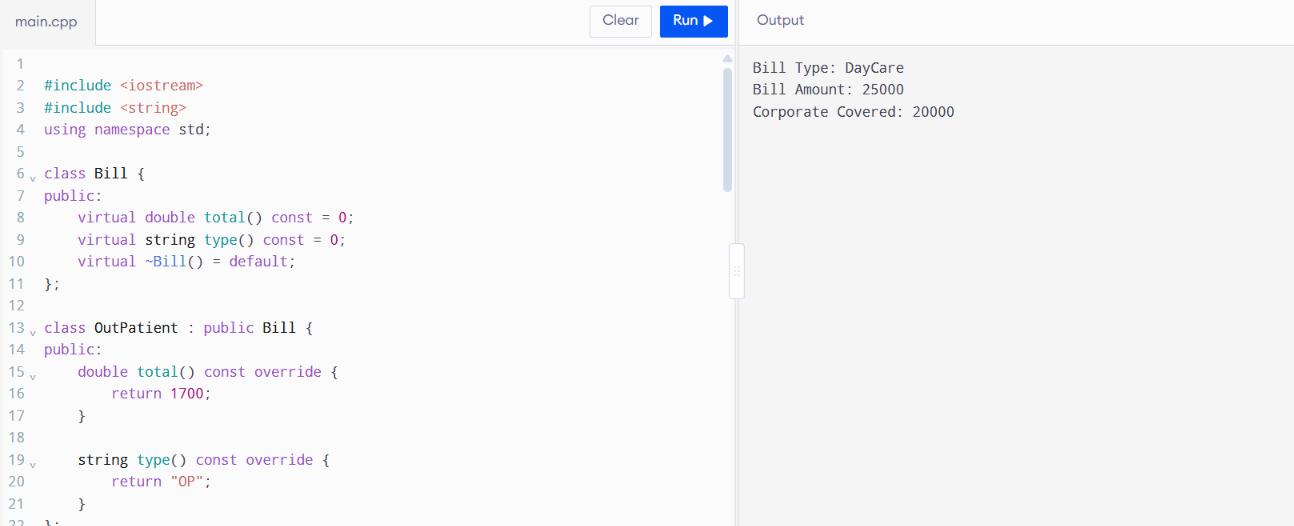 main.cpp
Clear
Run
Output
1
2 #include <iostream>
3 #include <string>
4 using namespace std;
5
6 class Bill {
7 public:
8     virtual double total() const = 0;
9     virtual string type() const = 0;
10     virtual ~Bill() = default;
11 };
12
13 class OutPatient : public Bill {
14 public:
15     double total() const override {
16         return 1700;
17     }
18
19     string type() const override {
20         return "OP";
21     }
22 };
Bill Type: DayCare
Bill Amount: 25000
Corporate Covered: 20000